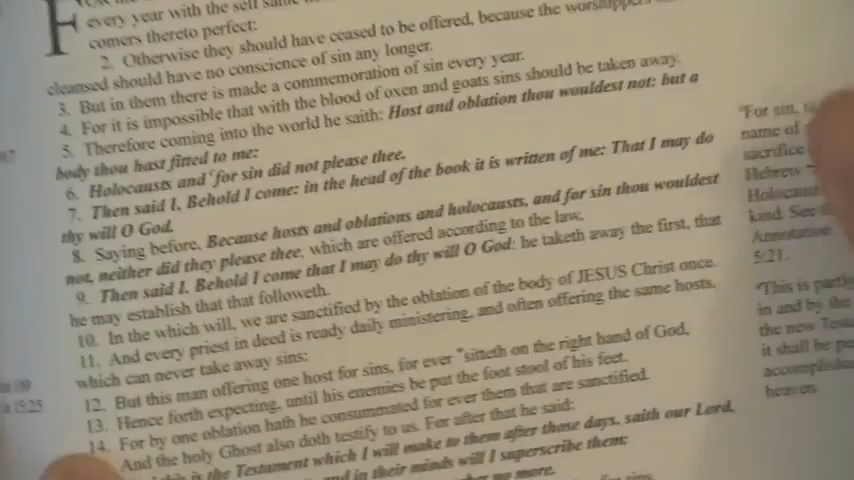 F
every year with the self same
comers thereto perfect:
2. Otherwise they should have ceased to be offered, because the worshippers
cleansed should have no conscience of sin any longer.
3. But in them there is made a commemoration of sin every year.
4. For it is impossible that with the blood of oxen and goats sins should be taken away.
5. Therefore coming into the world he saith: Host and oblation thou wouldest not: but a
body thou hast fitted to me:
6. Holocausts and "for sin did not please thee.
7. Then said I, Behold I come: in the head of the book it is written of me: That I may do
thy will O God.
8. Saying before, Because hosts and oblations and holocausts, and for sin thou wouldest
not, neither did they please thee, which are offered according to the law,
9. Then said I. Behold I come that I may do thy will O God: he taketh away the first, that
he may establish that that followeth.
10. In the which will, we are sanctified by the oblation of the body of JESUS Christ once.
11. And every priest in deed is ready daily ministering, and often offering the same hosts,
which can never take away sins:
12. But this man offering one host for sins, for ever "sitteth on the right hand of God,
13. Hence forth expecting, until his enemies be put the foot stool of his feet.
14. For by one oblation hath he consummated for ever them that are sanctified.
And the holy Ghost also doth testify to us. For after that he said:
this is the Testament which I will make to them after those days, saith our Lord,
and in their minds will I superscribe them:
no more.
15:25
"For sin,
name of
sacrifice
Hebrew
Holocaust
kind. See
Annotation
5:21.
"This is partly
in and by the
the new
it shall be
heaven.